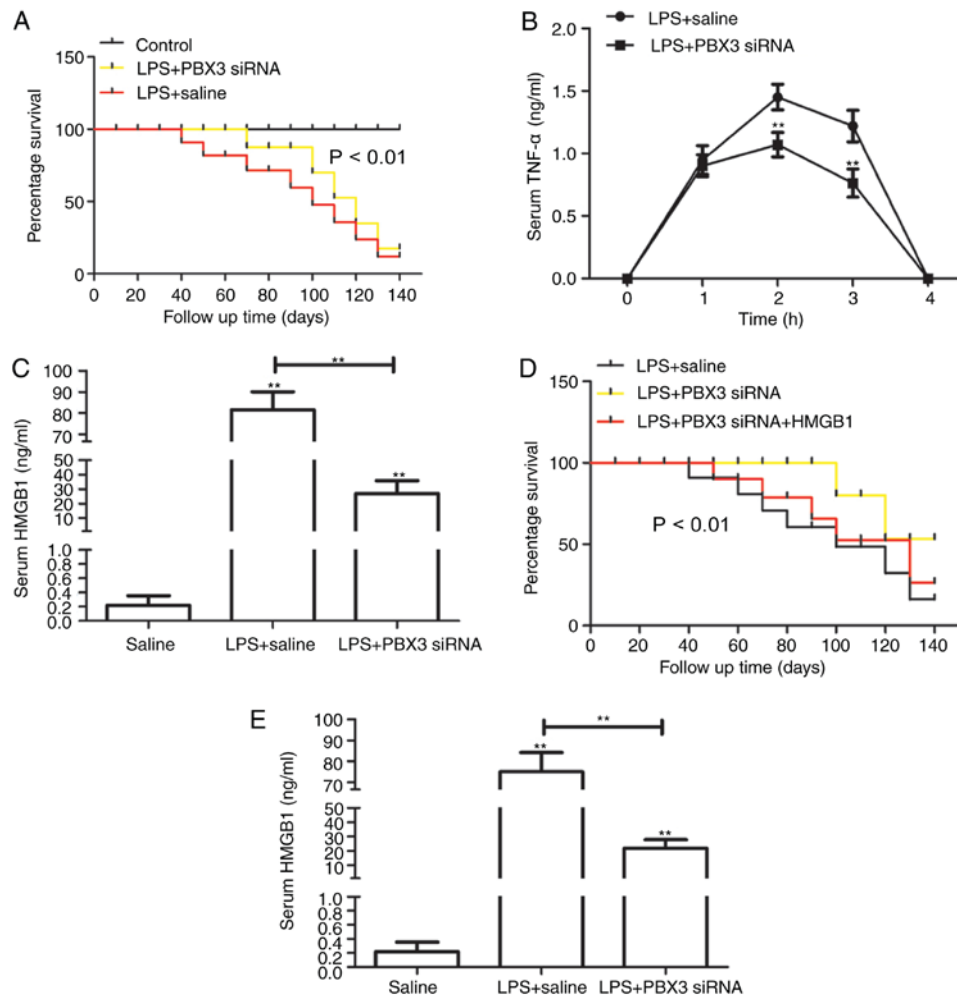 A
Control
LPS+PBX3 siRNA
LPS+saline
150
100
50
0
Percentage survival
P < 0.01
0 20 40 60 80 100 120 140
Follow up time (days)
B
LPS+saline
LPS+PBX3 siRNA
1.5
1.0
0.5
0.0
Serum TNF-α (ng/ml)
**
**
0 1 2 3 4
Time (h)
C
100
90
80
70
50
40
30
20
10
1.0
0.8
0.6
0.4
0.2
0.0
Serum HMGB1 (ng/ml)
**
**
**
Saline LPS+saline LPS+PBX3 siRNA
D
LPS+saline
LPS+PBX3 siRNA
LPS+PBX3 siRNA+HMGB1
150
100
50
0
Percentage survival
P < 0.01
0 20 40 60 80 100 120 140
Follow up time (days)
E
100
90
80
70
50
40
30
20
10
1.0
0.8
0.6
0.4
0.2
0.0
Serum HMGB1 (ng/ml)
**
**
**
Saline LPS+saline LPS+PBX3 siRNA